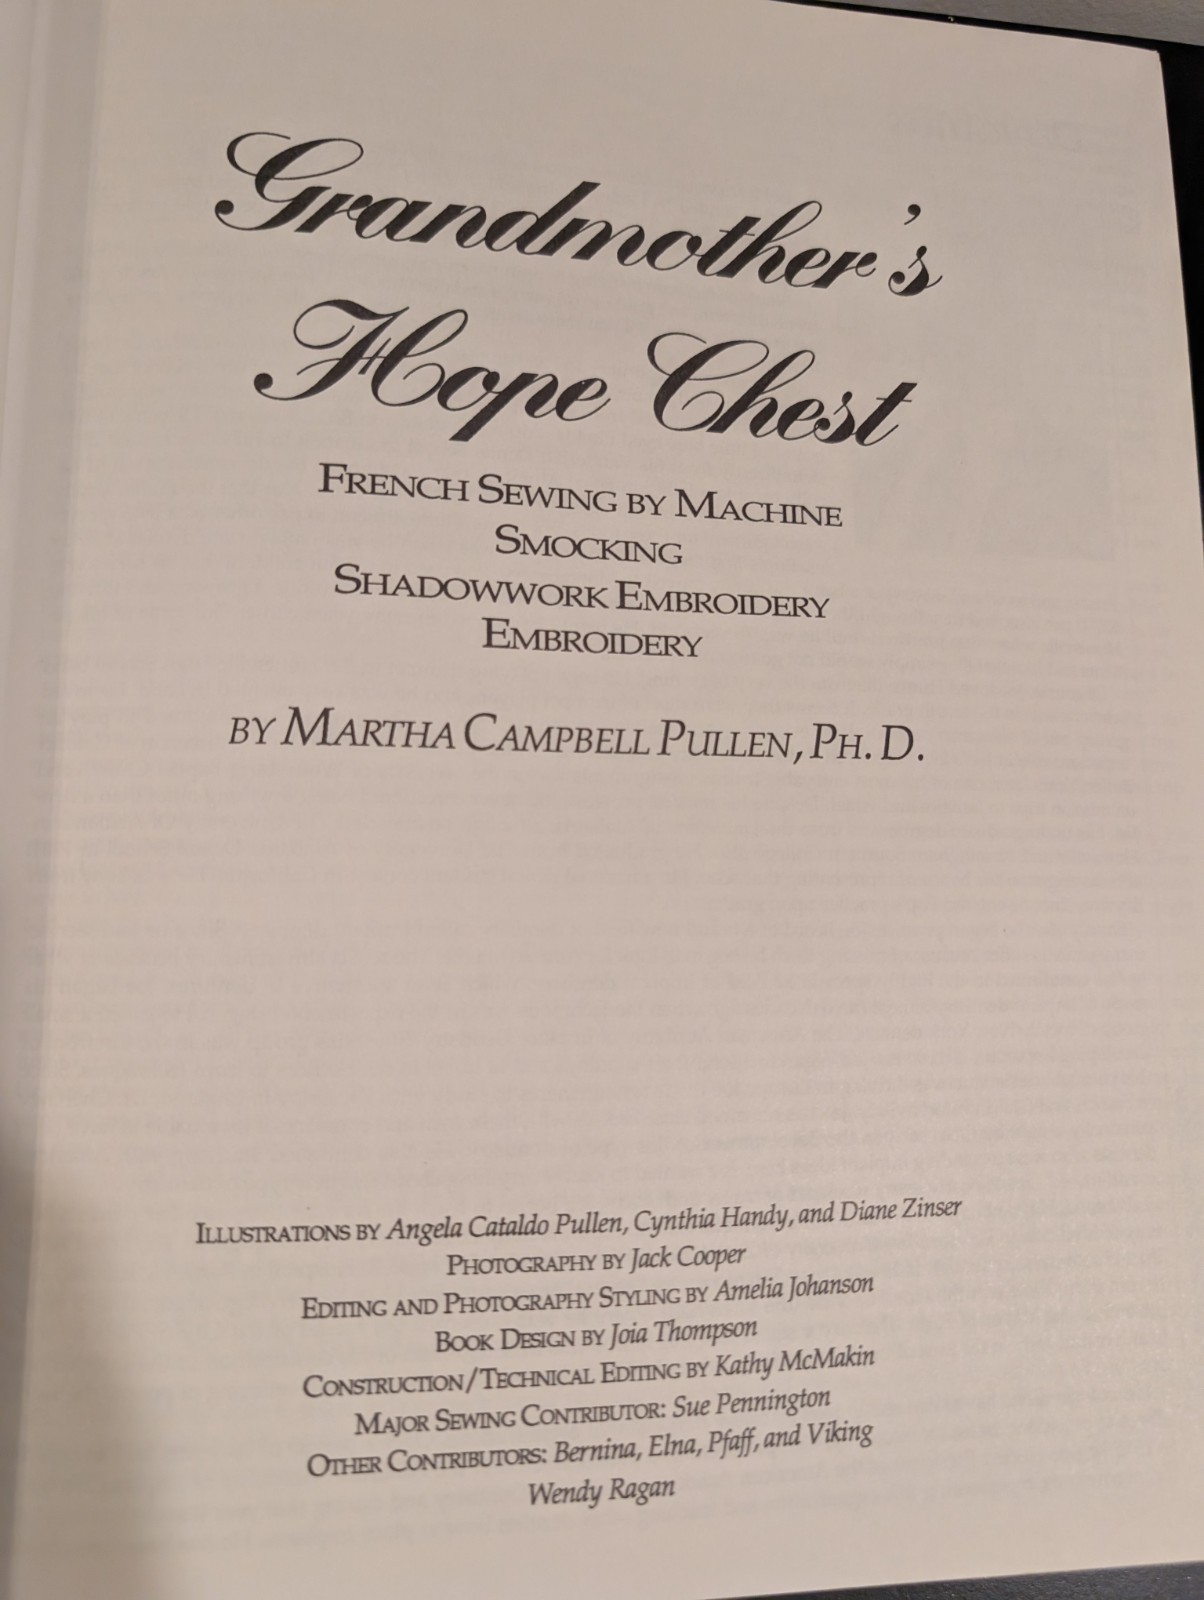 Grandmother's
Hope Chest
FRENCH SEWING BY MACHINE
SMOCKING
SHADOWWORK EMBROIDERY
EMBROIDERY
BY MARTHA CAMPBELL PULLEN, PH. D.
ILLUSTRATIONS BY Angela Cataldo Pullen, Cynthia Handy, and Diane Zinser
PHOTOGRAPHY BY Jack Cooper
EDITING AND PHOTOGRAPHY STYLING BY Amelia Johanson
BOOK DESIGN BY Joia Thompson
CONSTRUCTION/TECHNICAL EDITING BY Kathy McMakin
MAJOR SEWING CONTRIBUTOR: Sue Pennington
OTHER CONTRIBUTORS: Bernina, Elna, Pfaff, and Viking
Wendy Ragan